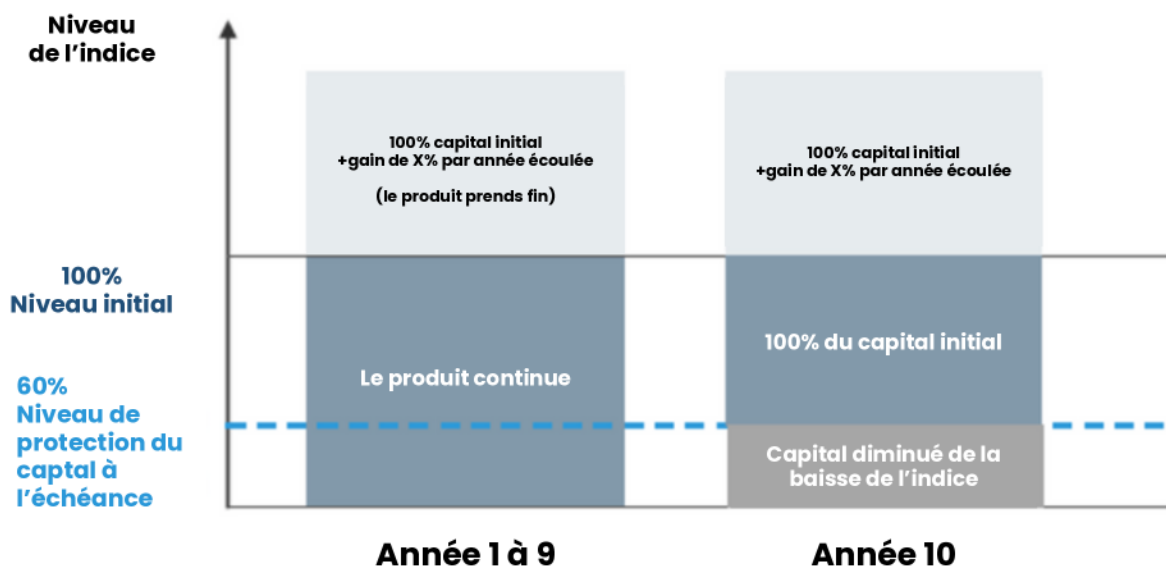 Niveau
de l’indice
100% capital initial
+gain de X% par année écoulée
(le produit prends fin)
100% capital initial
+gain de X% par année écoulée
100%
Niveau initial
Le produit continue
100% du capital initial
60%
Niveau de
protection du
captal à
l’échéance
Capital diminué de la
baisse de l’indice
Année 1 à 9
Année 10